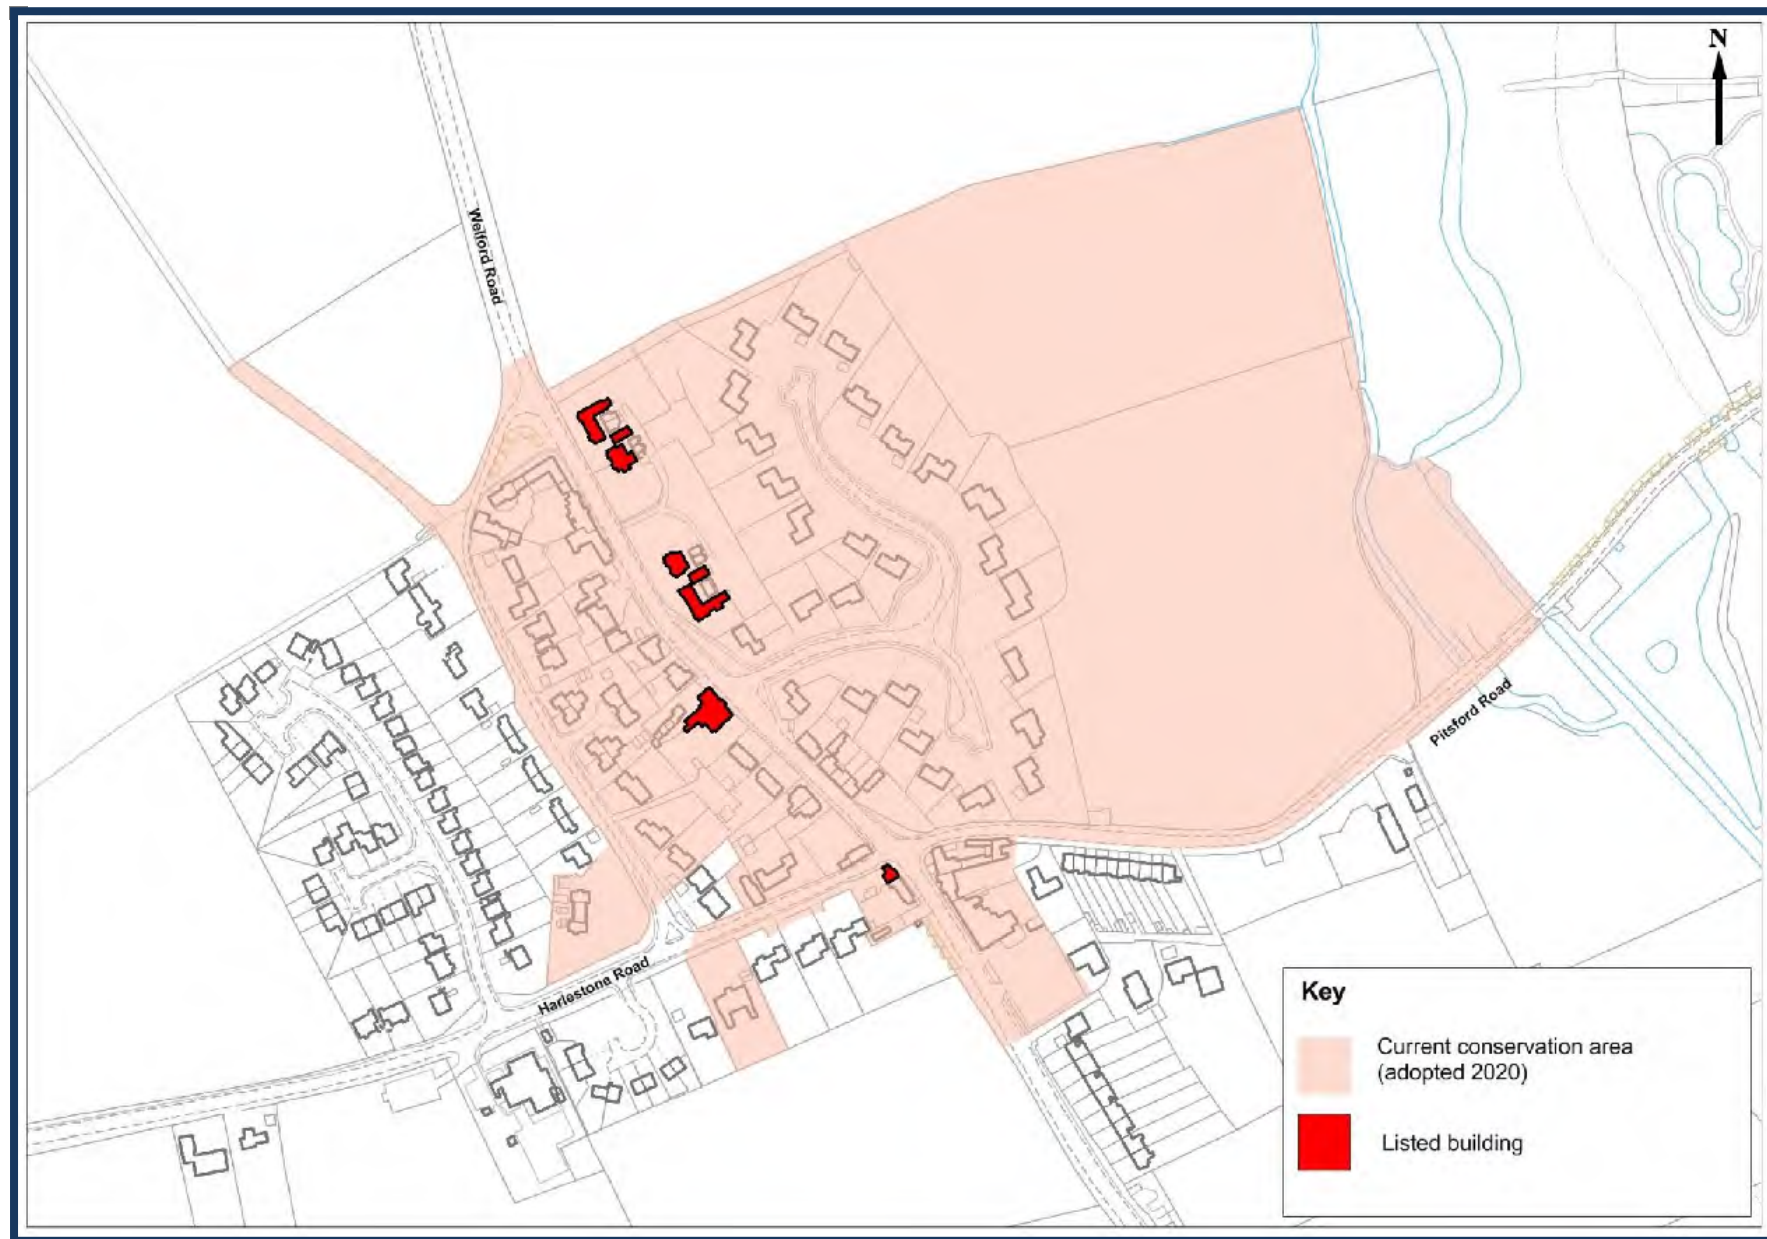 N
Welford Road
Pitsford Road
Harlestone Road
Key
Current conservation area
(adopted 2020)
Listed building